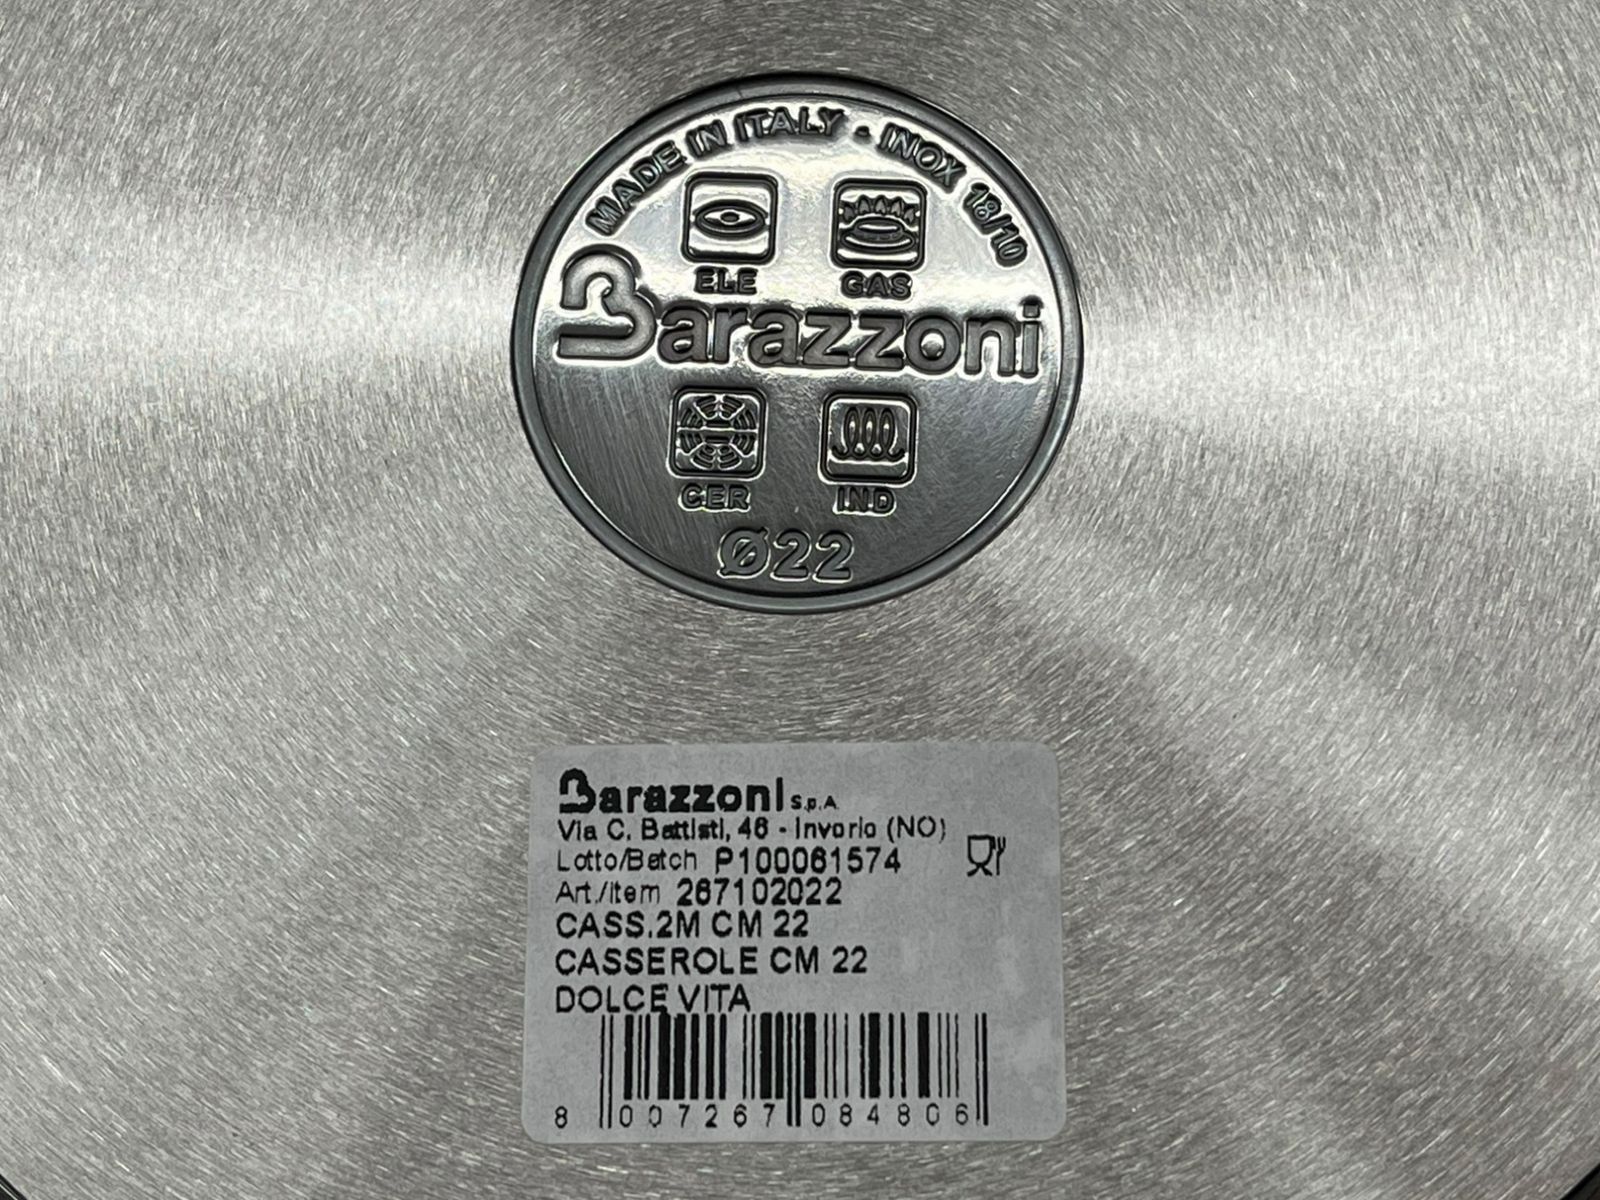 MADE IN ITALY - INOX 18/10
ELE GAS
Barazzoni
CER IND
Ø22
Barazzoni S.p.A.
Via C. Battisti, 46 - Invorio (NO)
Lotto/Batch P100061574
Art./Item 267102022
CASS.2M CM 22
CASSEROLE CM 22
DOLCE VITA
8 007267 084806